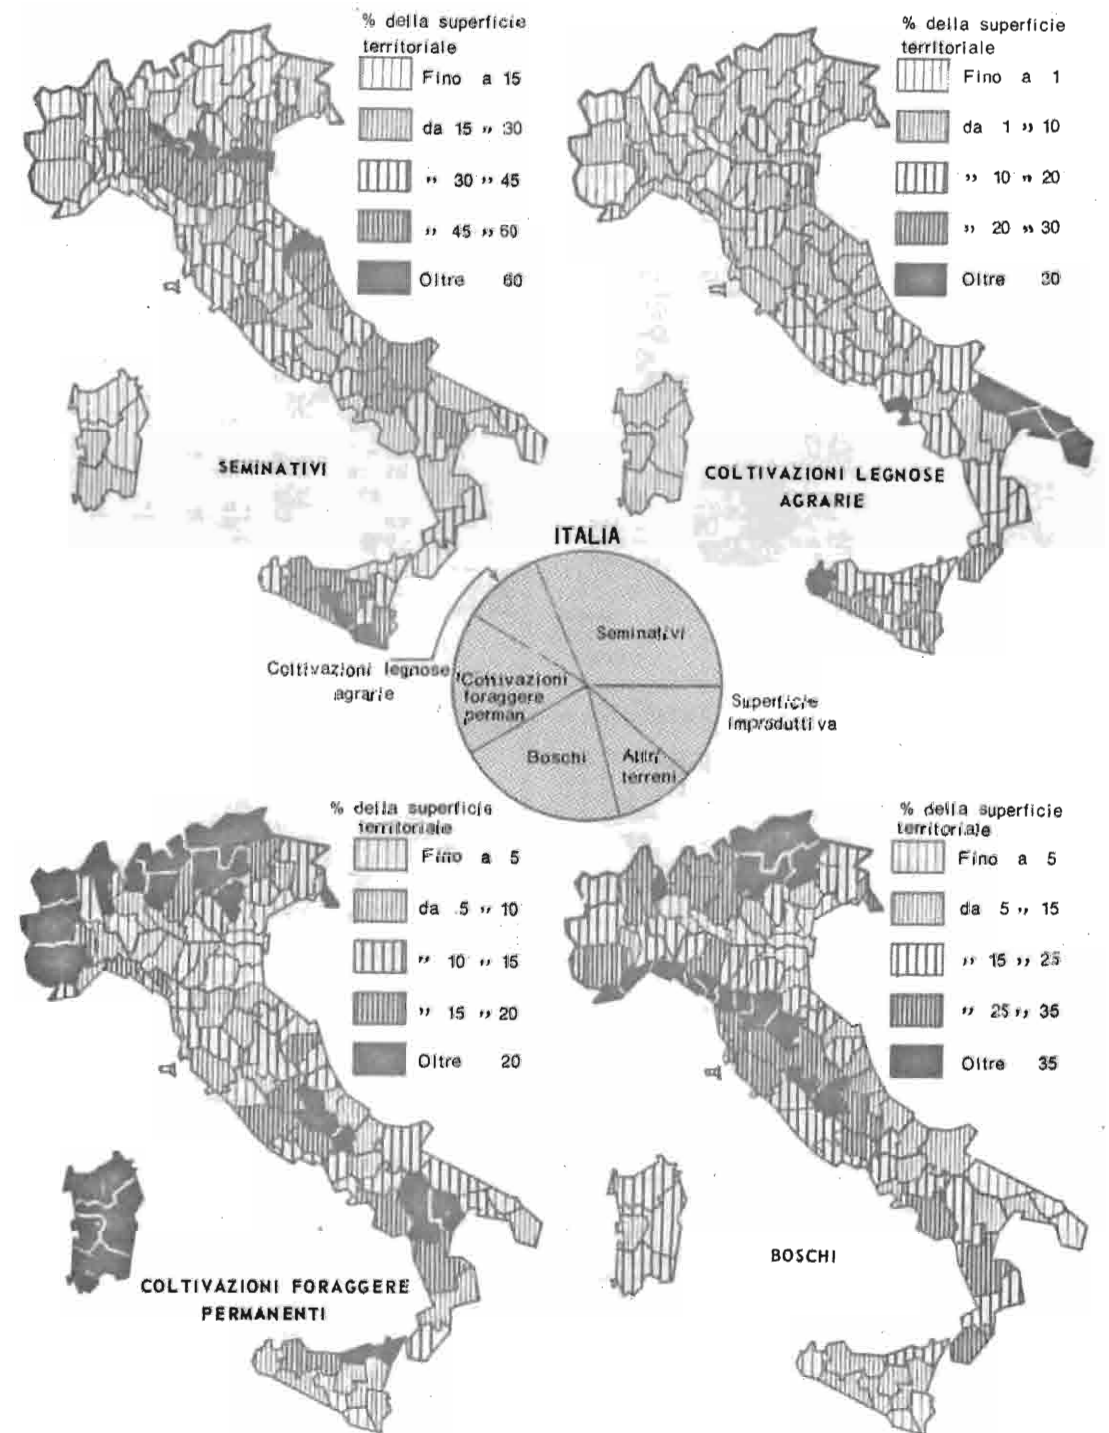 % della superficie
territoriale
Fino a 15
da 15 ,, 30
,, 30 ,, 45
,, 45 ,, 60
Oltre 60
SEMINATIVI
% della superficie
territoriale
Fino a 1
da 1 ,, 10
,, 10 ,, 20
,, 20 ,, 30
Oltre 30
COLTIVAZIONI LEGNOSE
AGRARIE
ITALIA
Seminativi
Coltivazioni legnose
agrarie
Coltivazioni
foraggere
perman.
Superficie
improduttiva
Boschi
Altri
terreni
% della superficie
territoriale
Fino a 5
da 5 ,, 10
,, 10 ,, 15
,, 15 ,, 20
Oltre 20
COLTIVAZIONI FORAGGERE
PERMANENTI
% della superficie
territoriale
Fino a 5
da 5 ,, 15
,, 15 ,, 25
,, 25 ,, 35
Oltre 35
BOSCHI